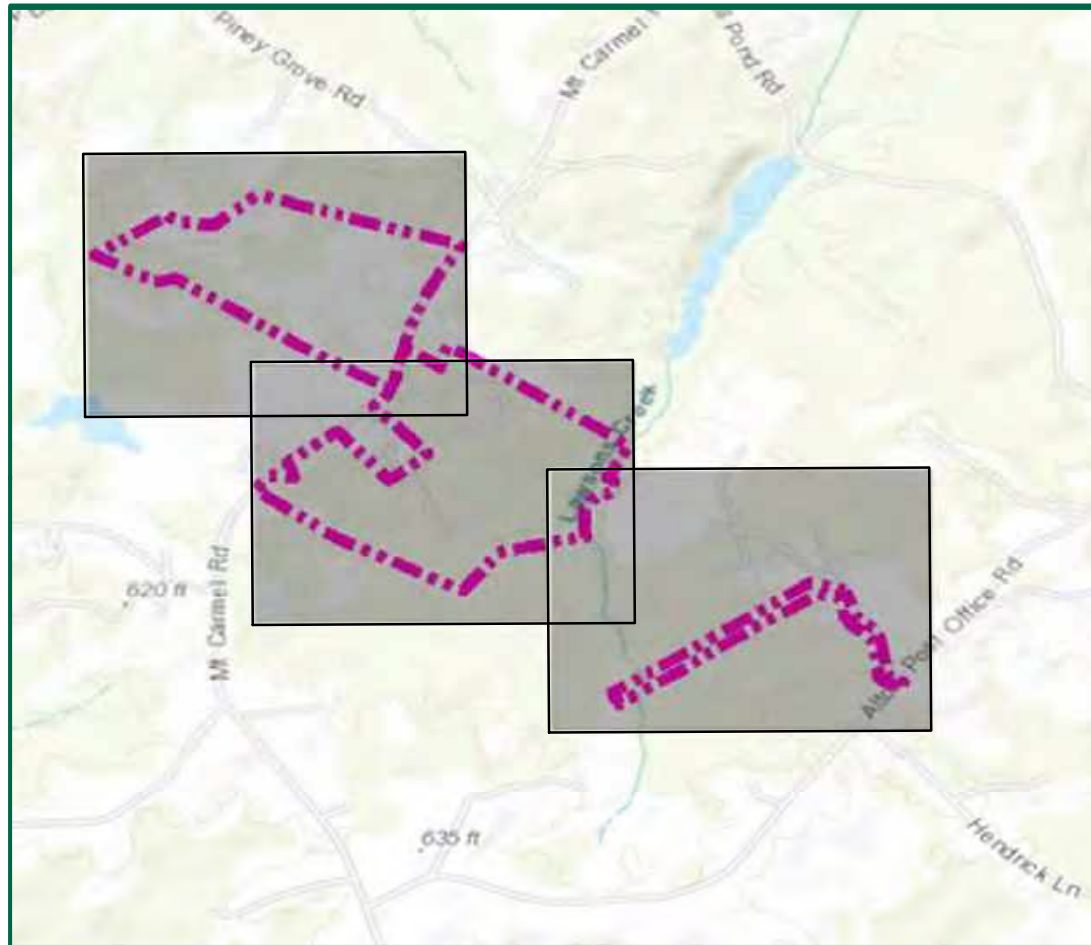 Piney Grove Rd
Mt Carmel
Pond Rd
Lawsons Creek
620 ft
Mt Carmel Rd
Post Office Rd
635 ft
Hendrick Ln